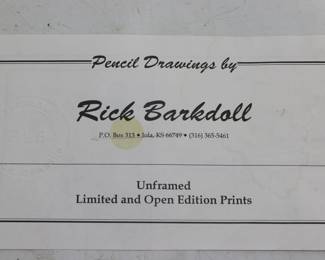 Pencil Drawings by
Rick Barkdoll
P.O. Box 313 • Iola, KS 66749 • (316) 365-5461
Unframed
Limited and Open Edition Prints